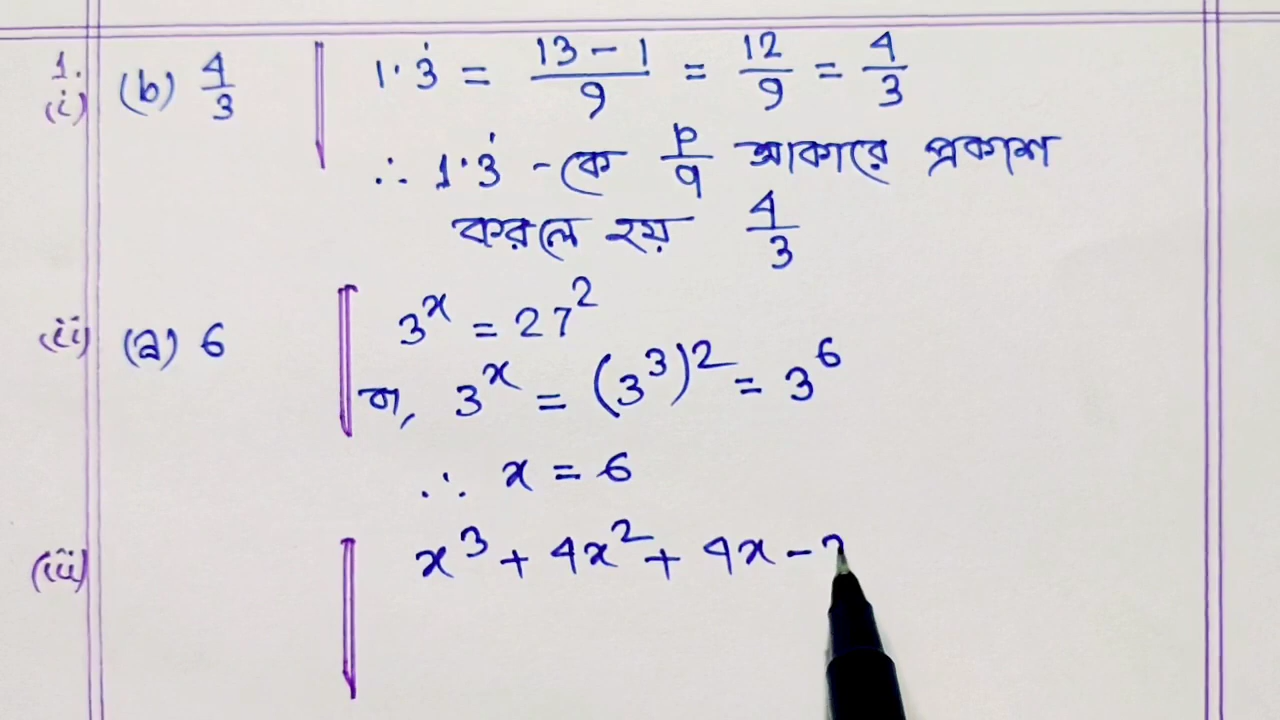 1.
(i) (b) 4/3 1.3̇ = (13 - 1)/9 = 12/9 = 4/3
∴ 1.3̇ - কে p/q আকারে প্রকাশ
করলে হয় 4/3
(ii) (a) 6 3^x = 27^2
বা, 3^x = (3^3)^2 = 3^6
∴ x = 6
(iii) x^3 + 4x^2 + 4x -